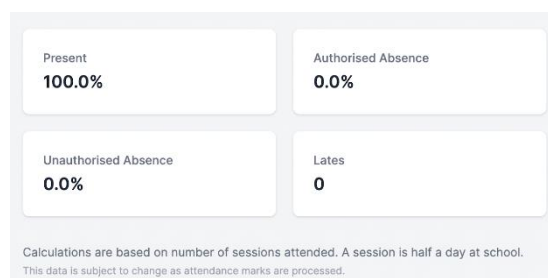 Present
100.0%
Authorised Absence
0.0%
Unauthorised Absence
0.0%
Lates
0
Calculations are based on number of sessions attended. A session is half a day at school.
This data is subject to change as attendance marks are processed.